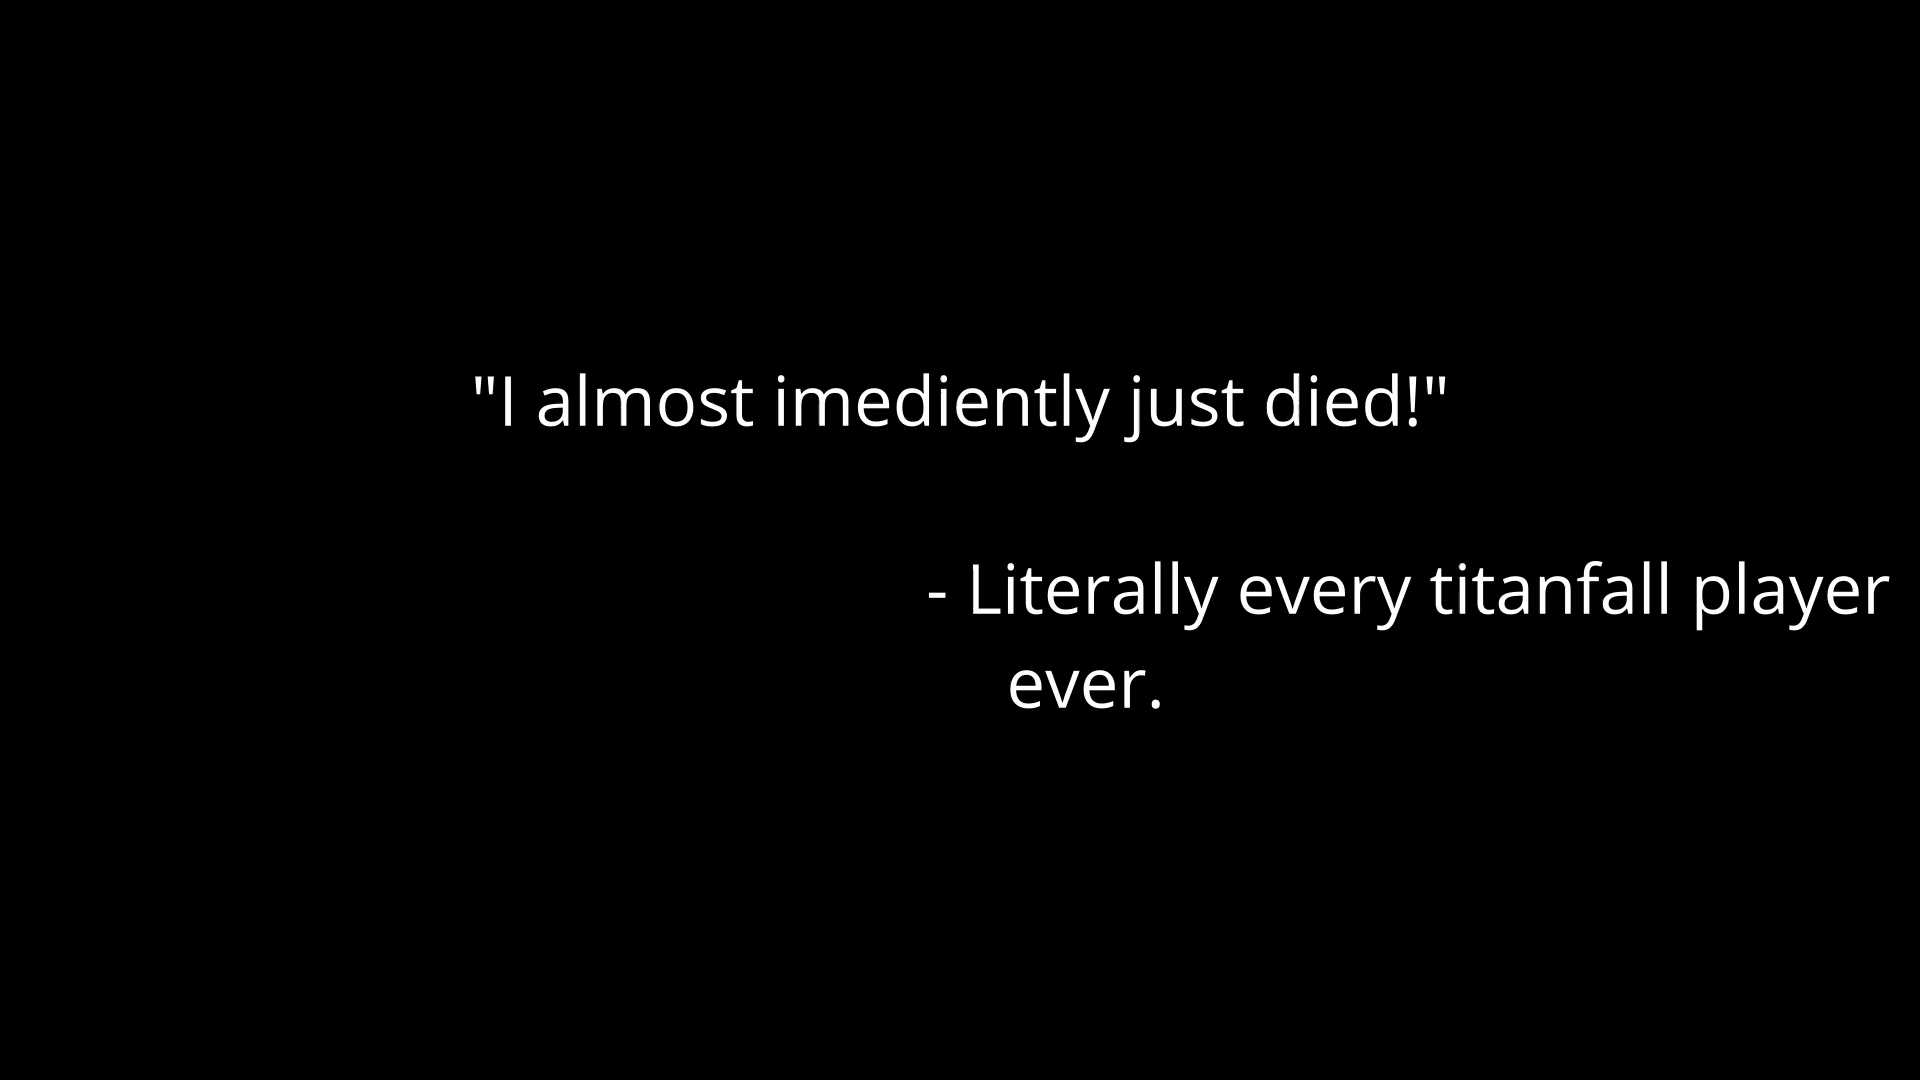 "I almost imediently just died!"
- Literally every titanfall player
ever.